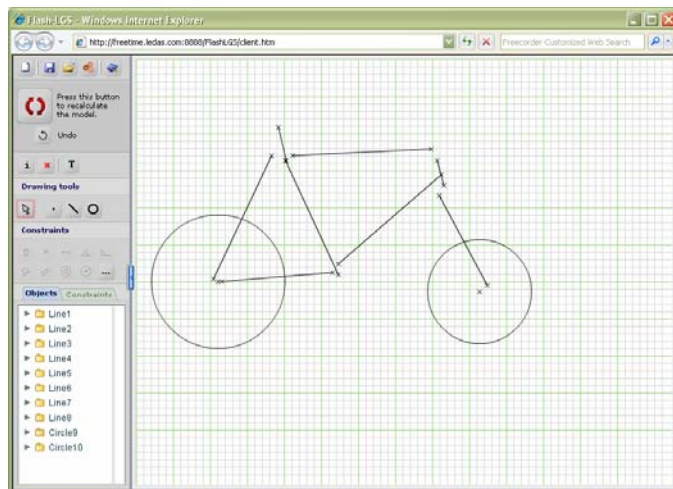 Flash-LGS - Windows Internet Explorer
http://freetime.ledas.com:8888/FlashLGS/client.htm
Freecorder Customized Web Search
Press this button
to recalculate
the model.
Undo
i
T
Drawing tools
Constraints
...
Objects
Constraints
Line1
Line2
Line3
Line4
Line5
Line6
Line7
Line8
Circle9
Circle10